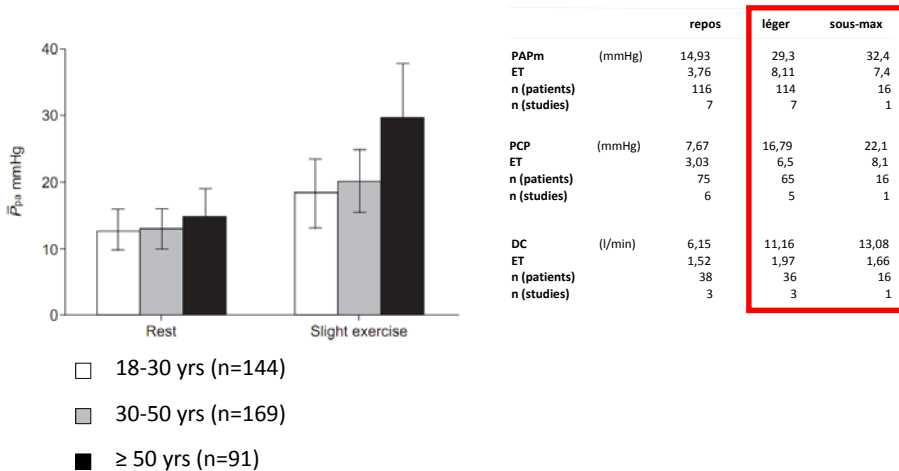 40
30
20
10
0
P̄pa mmHg
Rest Slight exercise
18-30 yrs (n=144)
30-50 yrs (n=169)
≥ 50 yrs (n=91)
repos léger sous-max
PAPm (mmHg) 14,93 29,3 32,4
ET 3,76 8,11 7,4
n (patients) 116 114 16
n (studies) 7 7 1
PCP (mmHg) 7,67 16,79 22,1
ET 3,03 6,5 8,1
n (patients) 75 65 16
n (studies) 6 5 1
DC (l/min) 6,15 11,16 13,08
ET 1,52 1,97 1,66
n (patients) 38 36 16
n (studies) 3 3 1